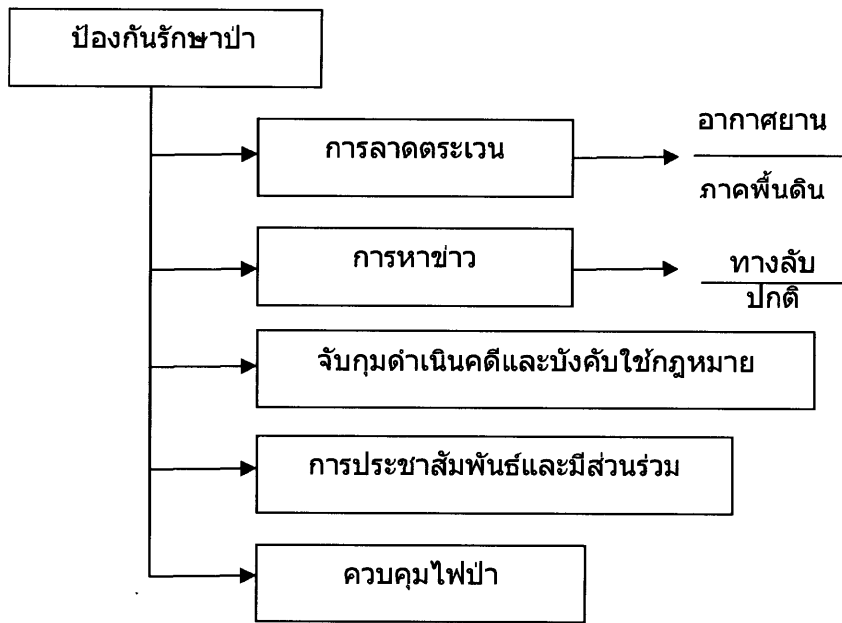 ป้องกันรักษาป่า
การลาดตระเวน
อากาศยาน
ภาคพื้นดิน
การหาข่าว
ทางลับ
ปกติ
จับกุมดำเนินคดีและบังคับใช้กฎหมาย
การประชาสัมพันธ์และมีส่วนร่วม
ควบคุมไฟป่า